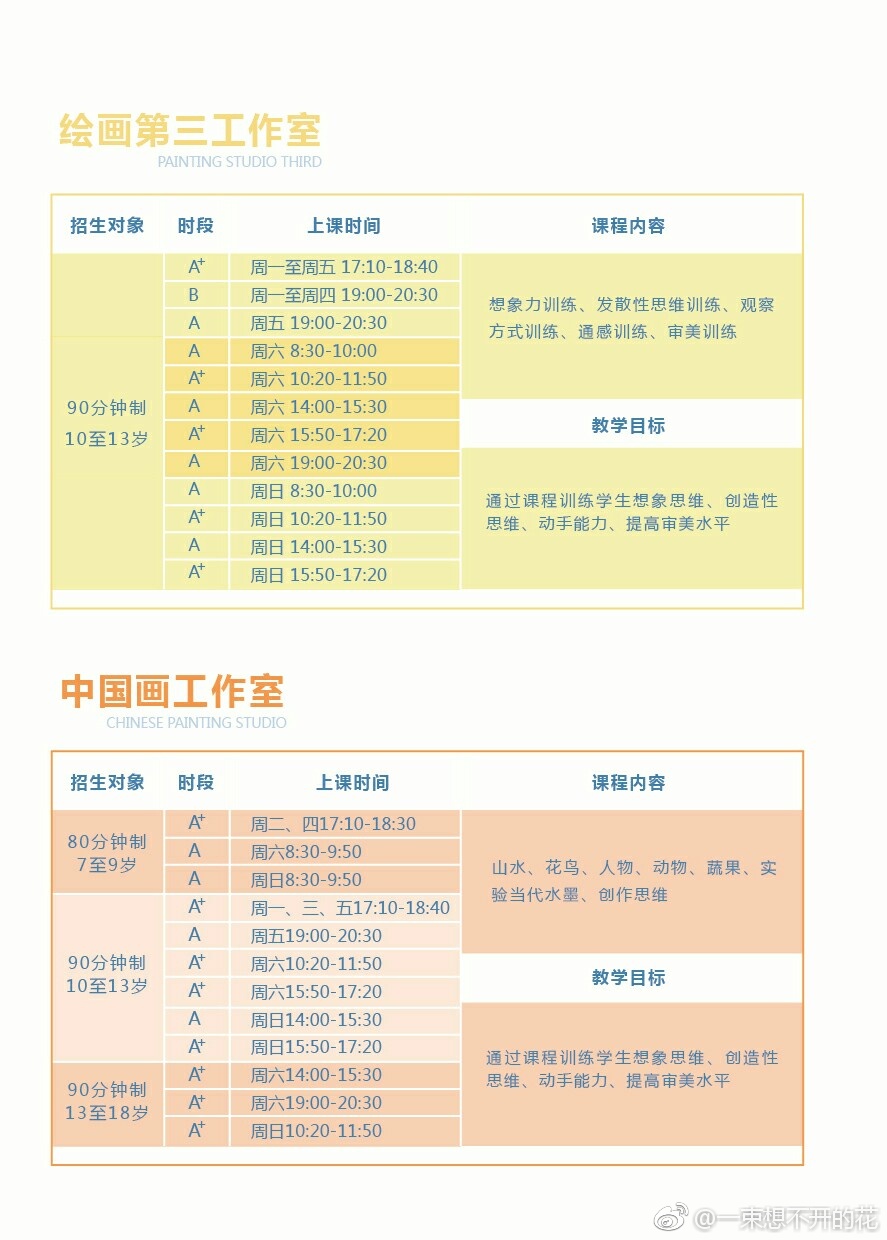 绘画第三工作室
PAINTING STUDIO THIRD
招生对象 时段 上课时间 课程内容
90分钟制
10至13岁
A+ 周一至周五 17:10-18:40
B 周一至周四 19:00-20:30
A 周五 19:00-20:30
A 周六 8:30-10:00
A+ 周六 10:20-11:50
A 周六 14:00-15:30
A+ 周六 15:50-17:20
A 周六 19:00-20:30
A 周日 8:30-10:00
A+ 周日 10:20-11:50
A 周日 14:00-15:30
A+ 周日 15:50-17:20
想象力训练、发散性思维训练、观察
方式训练、通感训练、审美训练
教学目标
通过课程训练学生想象思维、创造性
思维、动手能力、提高审美水平
中国画工作室
CHINESE PAINTING STUDIO
招生对象 时段 上课时间 课程内容
80分钟制
7至9岁
A+ 周二、四17:10-18:30
A 周六8:30-9:50
A 周日8:30-9:50
90分钟制
10至13岁
A+ 周一、三、五17:10-18:40
A 周五19:00-20:30
A+ 周六10:20-11:50
A+ 周六15:50-17:20
A 周日14:00-15:30
A+ 周日15:50-17:20
90分钟制
13至18岁
A+ 周六14:00-15:30
A+ 周六19:00-20:30
A+ 周日10:20-11:50
山水、花鸟、人物、动物、蔬果、实
验当代水墨、创作思维
教学目标
通过课程训练学生想象思维、创造性
思维、动手能力、提高审美水平
@一束想不开的花